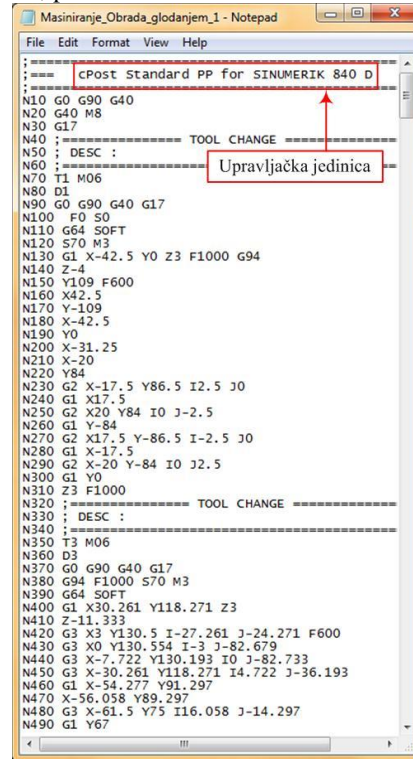 Masiniranje_Obrada_glodanjem_1 - Notepad
File Edit Format View Help
;==================================================
;=== cPost Standard PP for SINUMERIK 840 D
;==================================================
N10 G0 G90 G40
N20 G40 M8
N30 G17
N40 ;================ TOOL CHANGE ==============
N50 ; DESC :
N60 ;==================
Upravljačka jedinica
N70 T1 M06
N80 D1
N90 G0 G90 G40 G17
N100 F0 S0
N110 G64 SOFT
N120 S70 M3
N130 G1 X-42.5 Y0 Z3 F1000 G94
N140 Z-4
N150 Y109 F600
N160 X42.5
N170 Y-109
N180 X-42.5
N190 Y0
N200 X-31.25
N210 X-20
N220 Y84
N230 G2 X-17.5 Y86.5 I2.5 J0
N240 G1 X17.5
N250 G2 X20 Y84 I0 J-2.5
N260 G1 Y-84
N270 G2 X17.5 Y-86.5 I-2.5 J0
N280 G1 X-17.5
N290 G2 X-20 Y-84 I0 J2.5
N300 G1 Y0
N310 Z3 F1000
N320 ;================ TOOL CHANGE ==============
N330 ; DESC :
N340 ;==========================================
N350 T3 M06
N360 D3
N370 G0 G90 G40 G17
N380 G94 F1000 S70 M3
N390 G64 SOFT
N400 G1 X30.261 Y118.271 Z3
N410 Z-11.333
N420 G3 X3 Y130.5 I-27.261 J-24.271 F600
N430 G3 X0 Y130.554 I-3 J-82.679
N440 G3 X-7.722 Y130.193 I0 J-82.733
N450 G3 X-30.261 Y118.271 I4.722 J-36.193
N460 G1 X-54.277 Y91.297
N470 X-56.058 Y89.297
N480 G3 X-61.5 Y75 I16.058 J-14.297
N490 G1 Y67